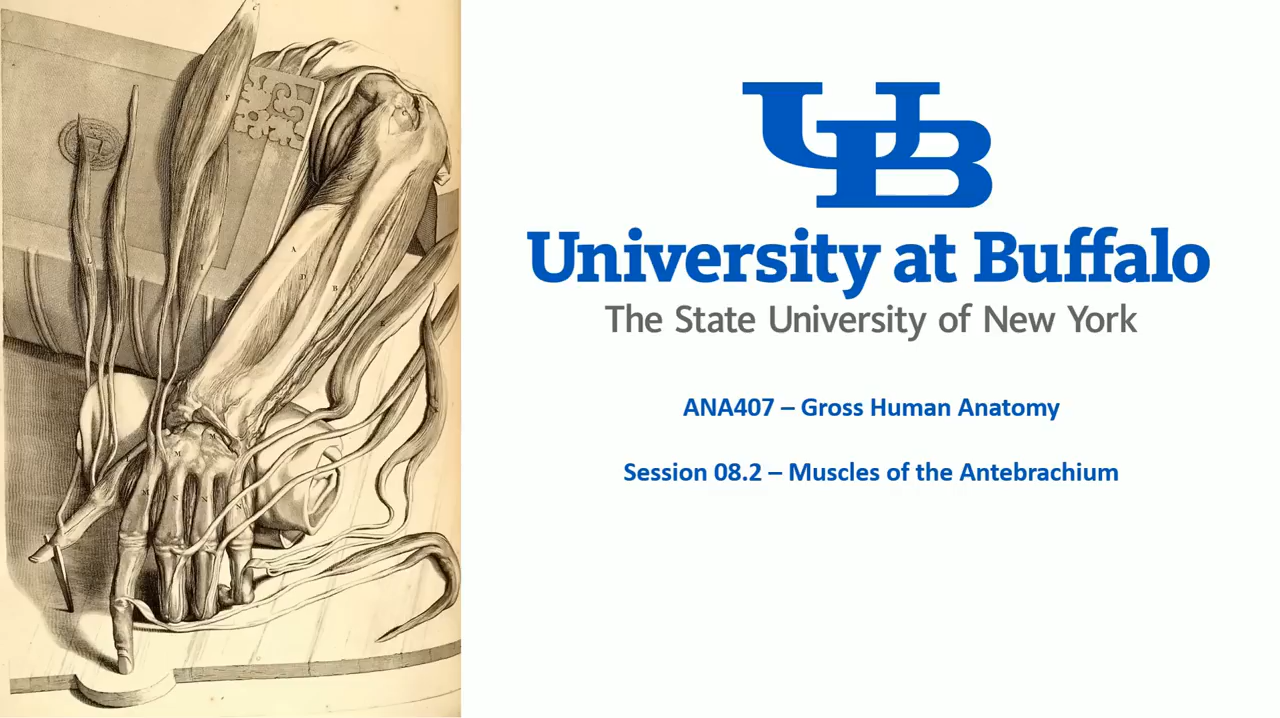 UB
University at Buffalo
The State University of New York
ANA407 – Gross Human Anatomy
Session 08.2 – Muscles of the Antebrachium
C
F
A
D
B
I
L
M
M
M
N
N
N